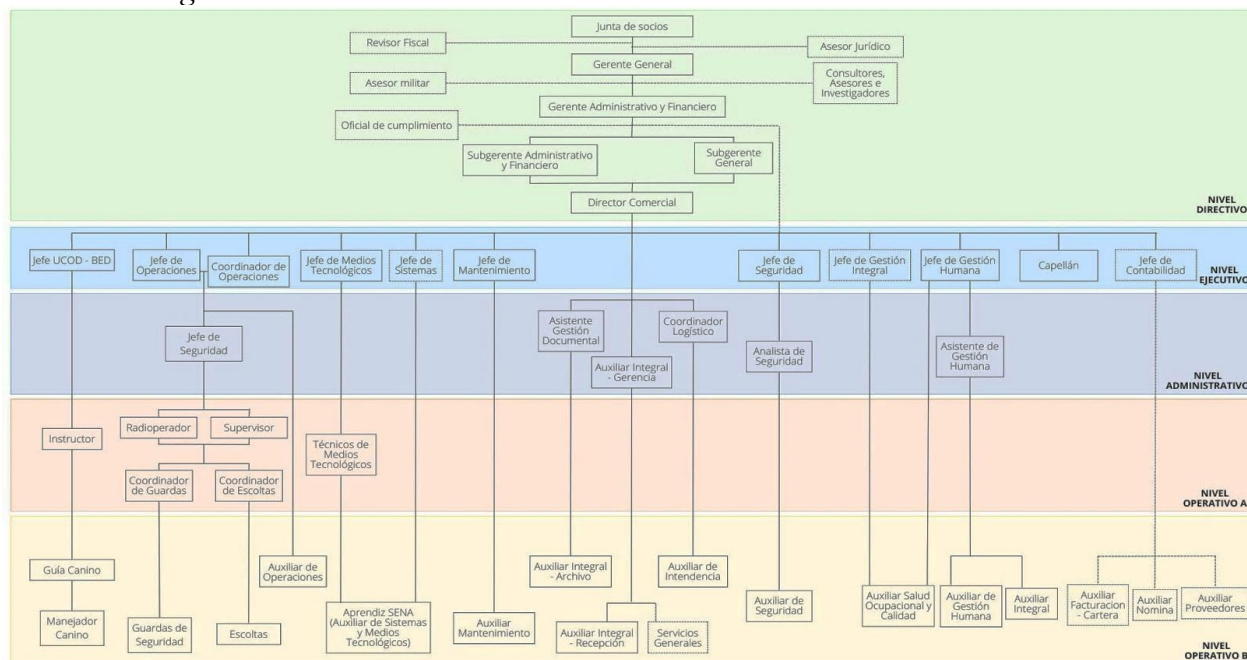 Junta de socios
Revisor Fiscal
Asesor Jurídico
Gerente General
Asesor militar
Consultores,
Asesores e
Investigadores
Gerente Administrativo y Financiero
Oficial de cumplimiento
Subgerente Administrativo
y Financiero
Subgerente
General
Director Comercial
NIVEL
DIRECTIVO
Jefe UCOD - BED
Jefe de
Operaciones
Coordinador de
Operaciones
Jefe de Medios
Tecnológicos
Jefe de
Sistemas
Jefe de
Mantenimiento
Jefe de
Seguridad
Jefe de Gestión
Integral
Jefe de Gestión
Humana
Capellán
Jefe de
Contabilidad
NIVEL
EJECUTIVO
Jefe de
Seguridad
Asistente
Gestión
Documental
Coordinador
Logístico
Auxiliar Integral
- Gerencia
Analista de
Seguridad
Asistente de
Gestión
Humana
NIVEL
ADMINISTRATIVO
Instructor
Radioperador
Supervisor
Técnicos de
Medios
Tecnológicos
Coordinador
de Guardas
Coordinador
de Escoltas
NIVEL
OPERATIVO A
Guía Canino
Auxiliar de
Operaciones
Auxiliar Integral
- Archivo
Auxiliar de
Intendencia
Manejador
Canino
Guardas de
Seguridad
Escoltas
Aprendiz SENA
(Auxiliar de Sistemas
y Medios
Tecnológicos)
Auxiliar
Mantenimiento
Auxiliar Integral
- Recepción
Servicios
Generales
Auxiliar de
Seguridad
Auxiliar Salud
Ocupacional y
Calidad
Auxiliar de
Gestión
Humana
Auxiliar
Integral
Auxiliar
Facturacion
- Cartera
Auxiliar
Nomina
Auxiliar
Proveedores
NIVEL
OPERATIVO B